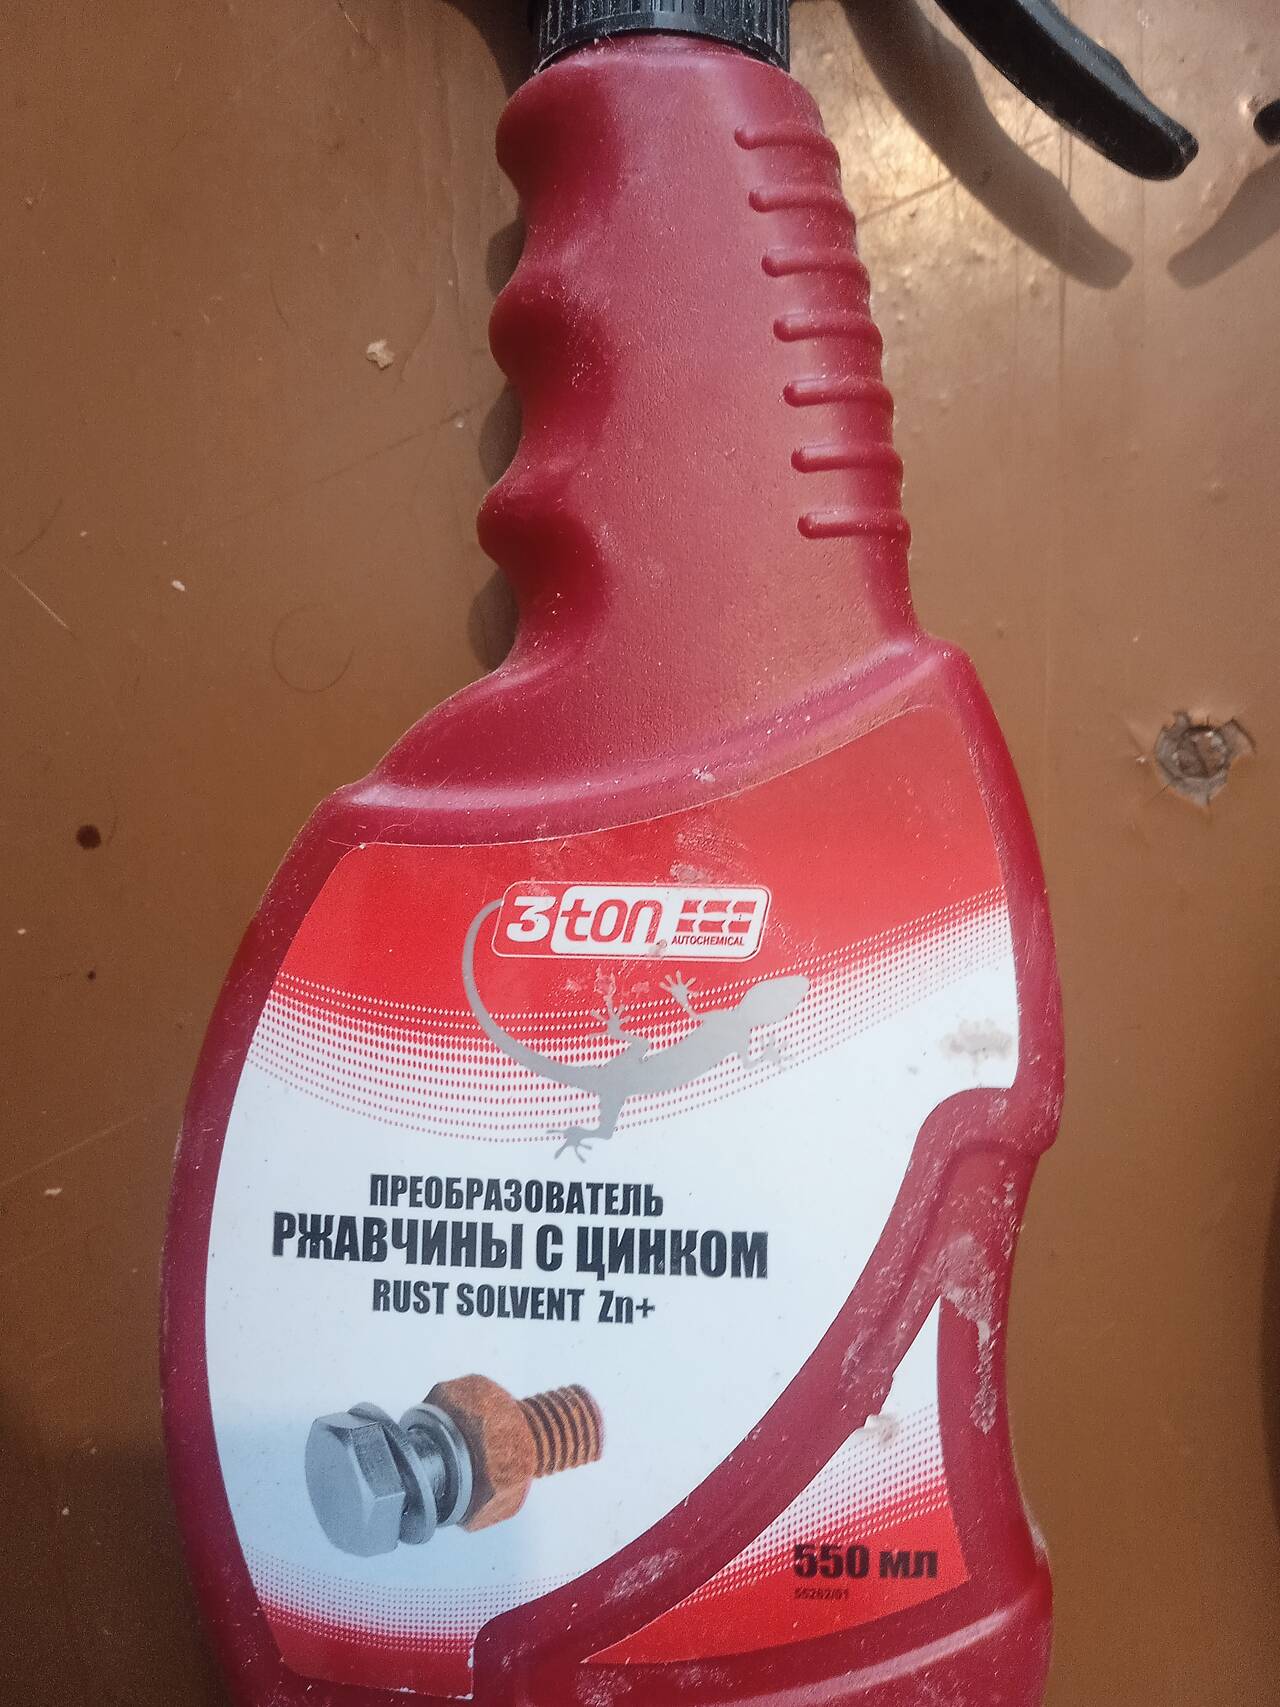 3ton
AUTOCHEMICAL
ПРЕОБРАЗОВАТЕЛЬ
РЖАВЧИНЫ С ЦИНКОМ
RUST SOLVENT Zn+
550 мл